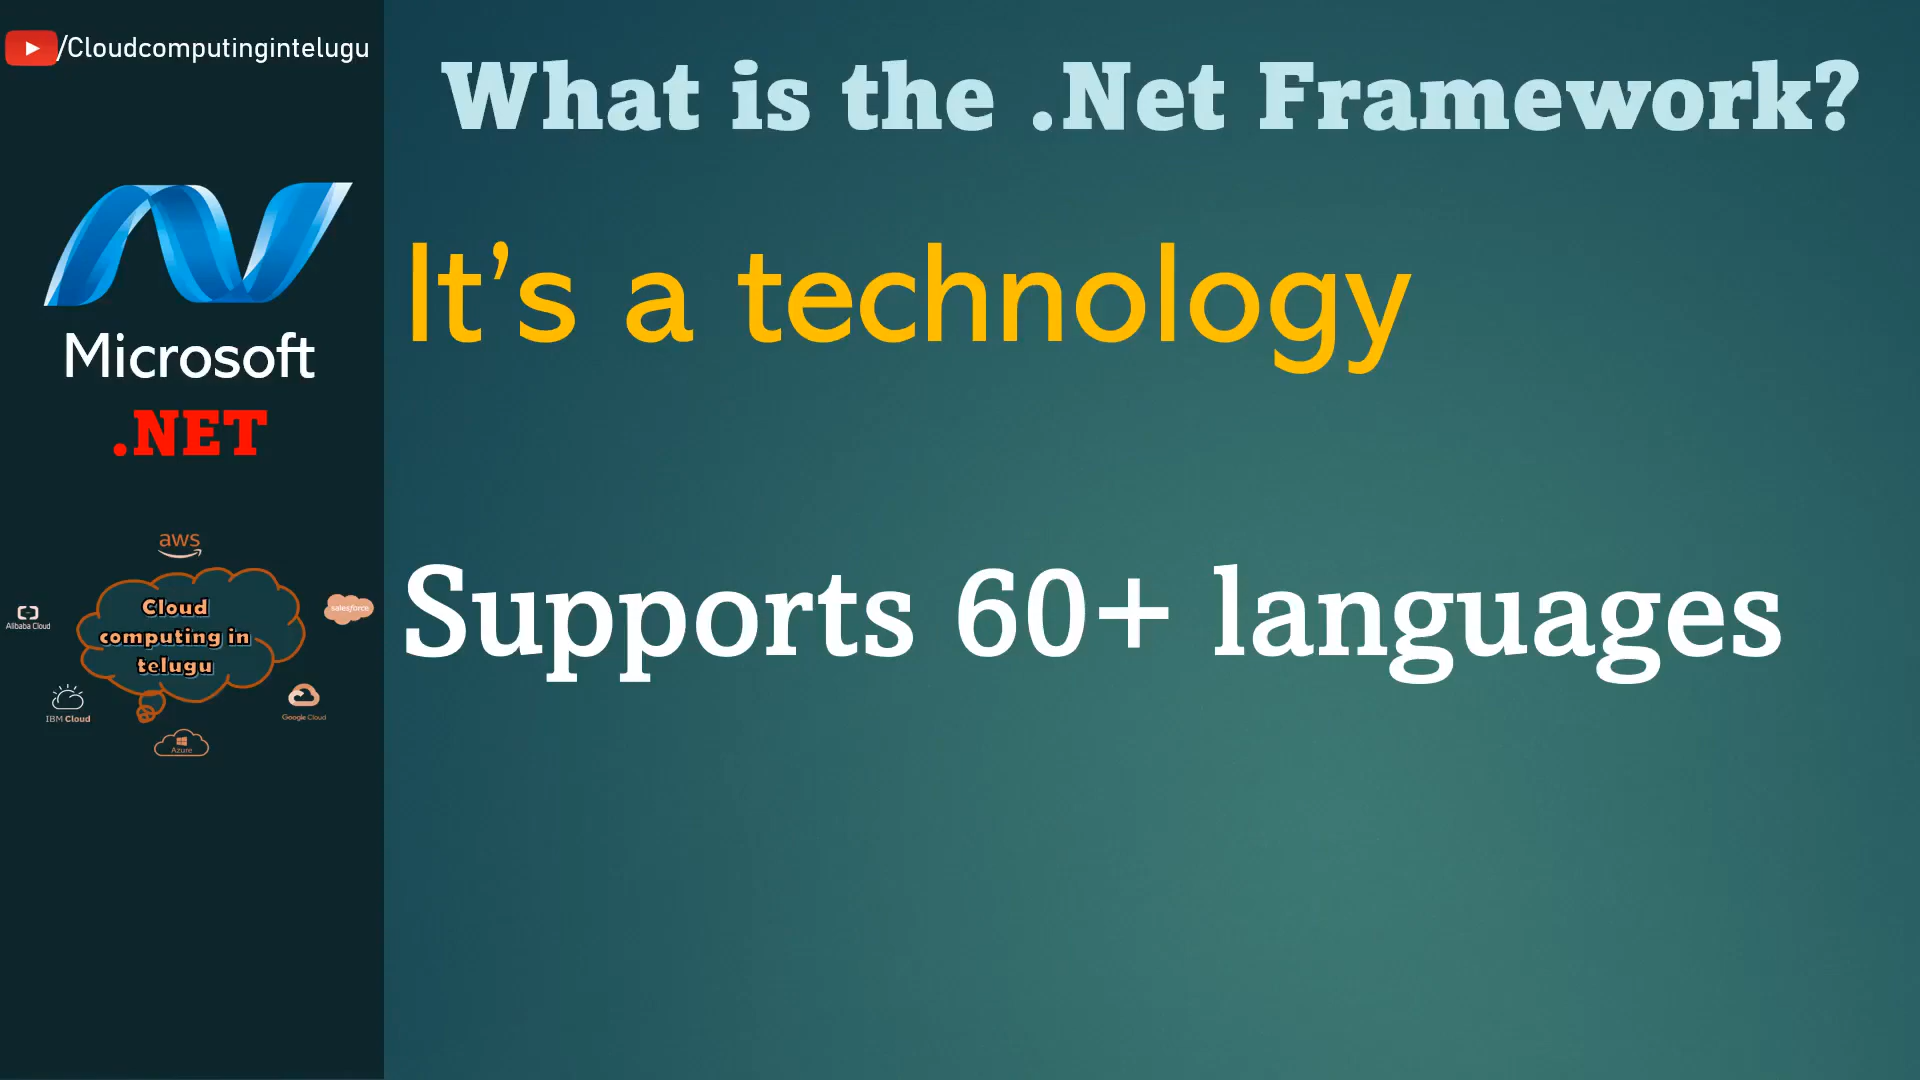 /Cloudcomputingintelugu
Microsoft
.NET
aws
Cloud
computing in
telugu
salesforce
Alibaba Cloud
IBM Cloud
Google Cloud
Azure
What is the .Net Framework?
It’s a technology
Supports 60+ languages